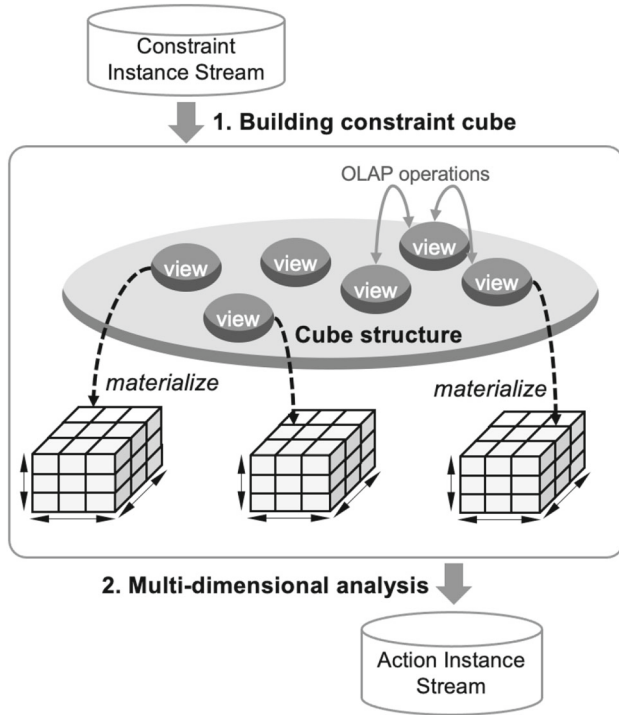 Constraint
Instance Stream
1. Building constraint cube
OLAP operations
view
view
view
view
view
view
Cube structure
materialize
materialize
2. Multi-dimensional analysis
Action Instance
Stream